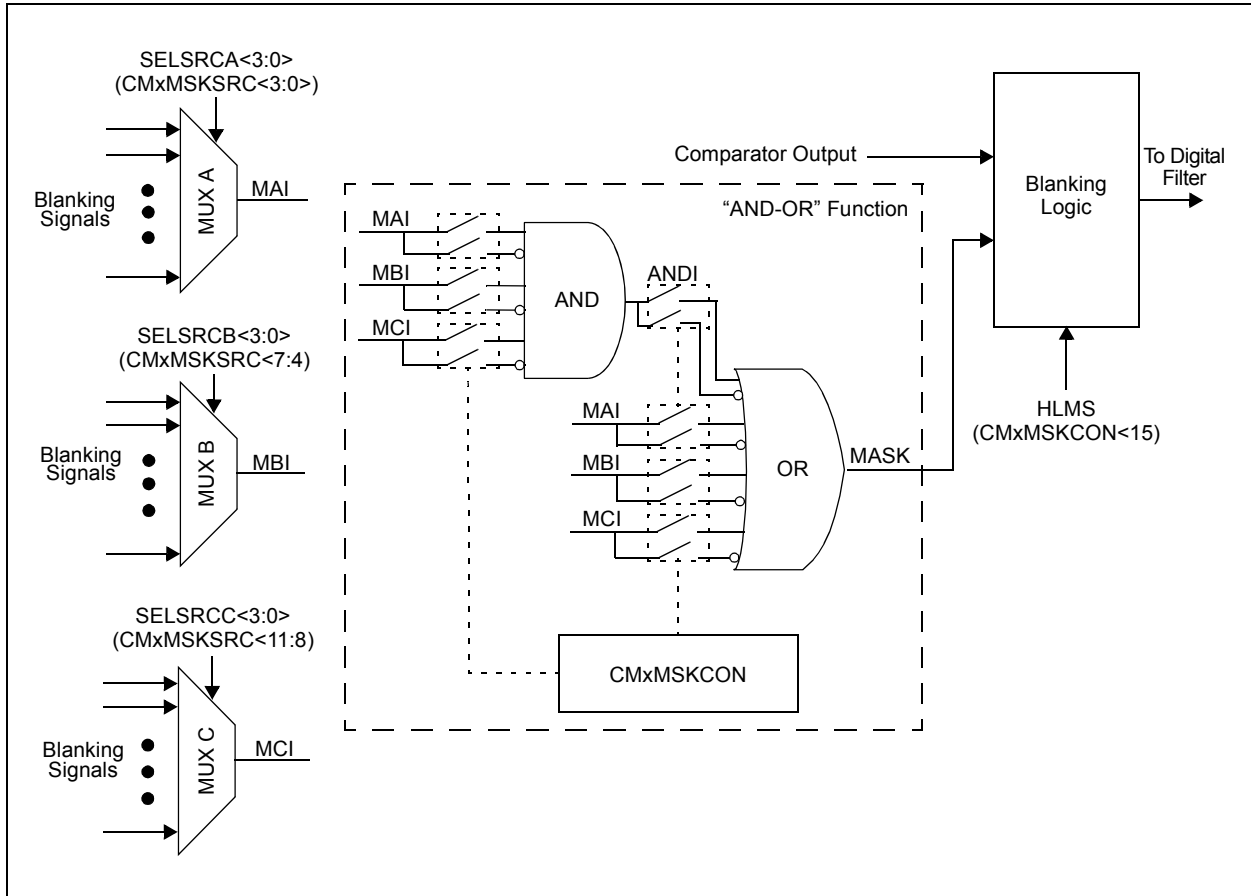 SELSRCA<3:0>
(CMxMSKSRC<3:0>)
Blanking
Signals
MUX A
MAI
SELSRCB<3:0>
(CMxMSKSRC<7:4)
Blanking
Signals
MUX B
MBI
SELSRCC<3:0>
(CMxMSKSRC<11:8)
Blanking
Signals
MUX C
MCI
“AND-OR” Function
MAI
MBI
MCI
AND
ANDI
MAI
MBI
MCI
OR
MASK
CMxMSKCON
Comparator Output
Blanking
Logic
To Digital
Filter
HLMS
(CMxMSKCON<15)